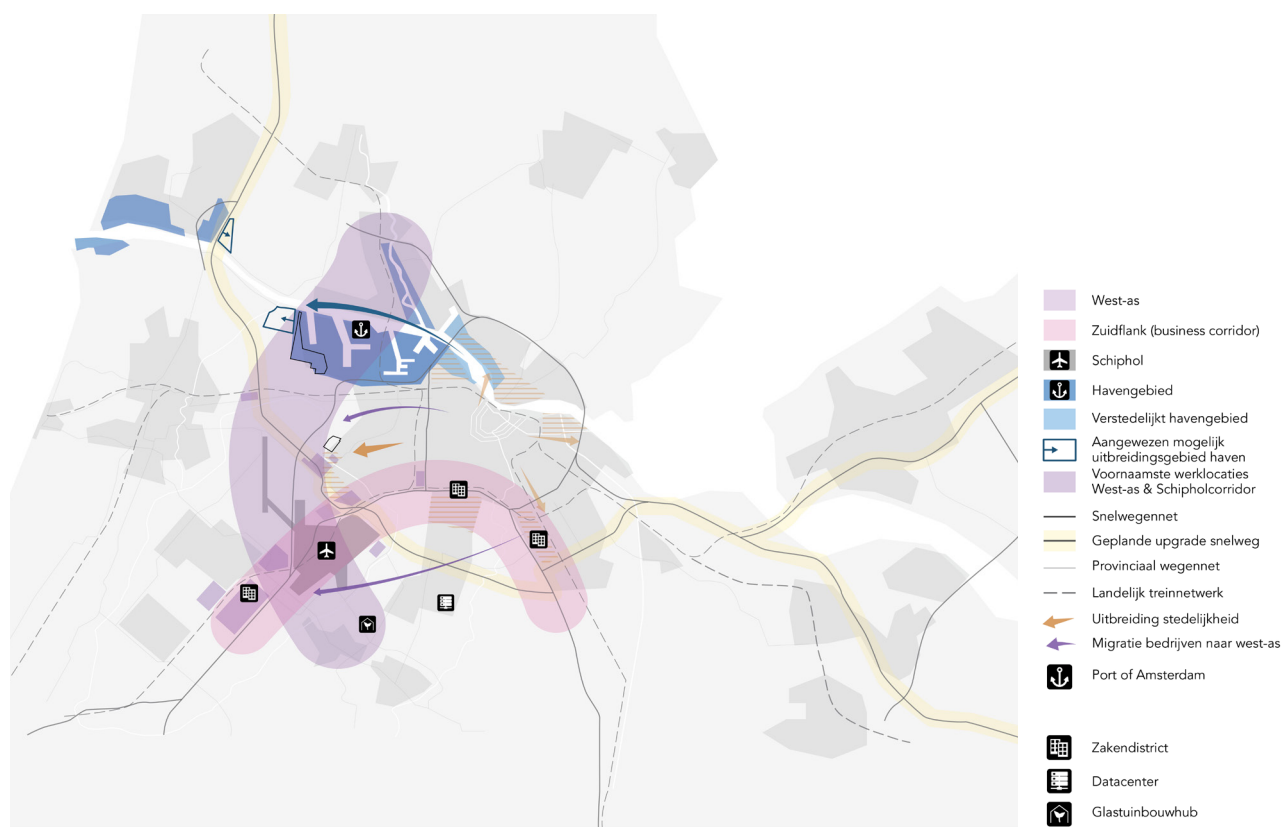 West-as
Zuidflank (business corridor)
Schiphol
Havengebied
Verstedelijkt havengebied
Aangewezen mogelijk
uitbreidingsgebied haven
Voornaamste werklocaties
West-as & Schipholcorridor
Snelwegennet
Geplande upgrade snelweg
Provinciaal wegennet
Landelijk treinnetwerk
Uitbreiding stedelijkheid
Migratie bedrijven naar west-as
Port of Amsterdam
Zakendistrict
Datacenter
Glastuinbouwhub